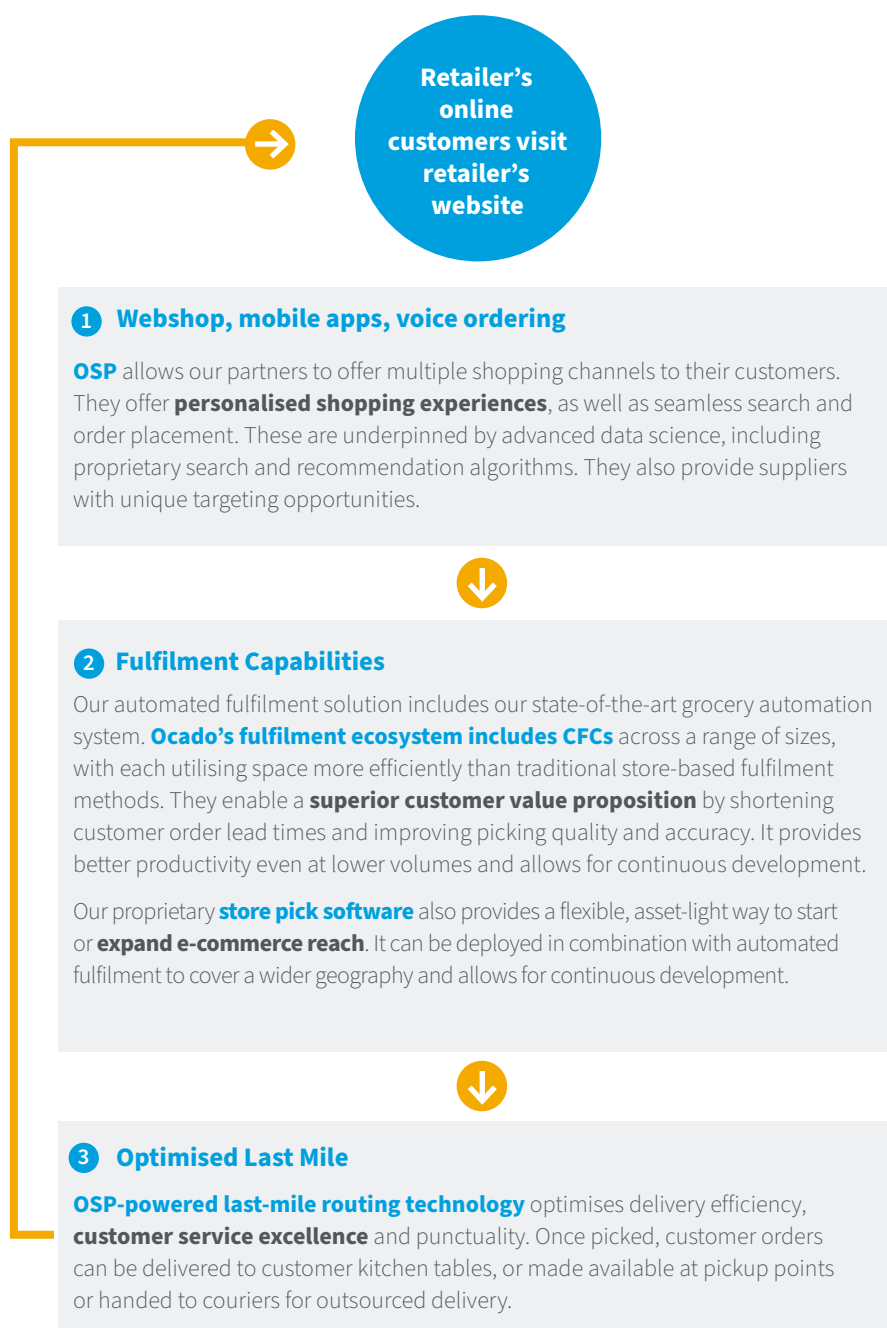 Retailer’s
online
customers visit
retailer’s
website
1 Webshop, mobile apps, voice ordering
OSP allows our partners to offer multiple shopping channels to their customers.
They offer personalised shopping experiences, as well as seamless search and
order placement. These are underpinned by advanced data science, including
proprietary search and recommendation algorithms. They also provide suppliers
with unique targeting opportunities.
2 Fulfilment Capabilities
Our automated fulfilment solution includes our state-of-the-art grocery automation
system. Ocado’s fulfilment ecosystem includes CFCs across a range of sizes,
with each utilising space more efficiently than traditional store-based fulfilment
methods. They enable a superior customer value proposition by shortening
customer order lead times and improving picking quality and accuracy. It provides
better productivity even at lower volumes and allows for continuous development.
Our proprietary store pick software also provides a flexible, asset-light way to start
or expand e-commerce reach. It can be deployed in combination with automated
fulfilment to cover a wider geography and allows for continuous development.
3 Optimised Last Mile
OSP-powered last-mile routing technology optimises delivery efficiency,
customer service excellence and punctuality. Once picked, customer orders
can be delivered to customer kitchen tables, or made available at pickup points
or handed to couriers for outsourced delivery.